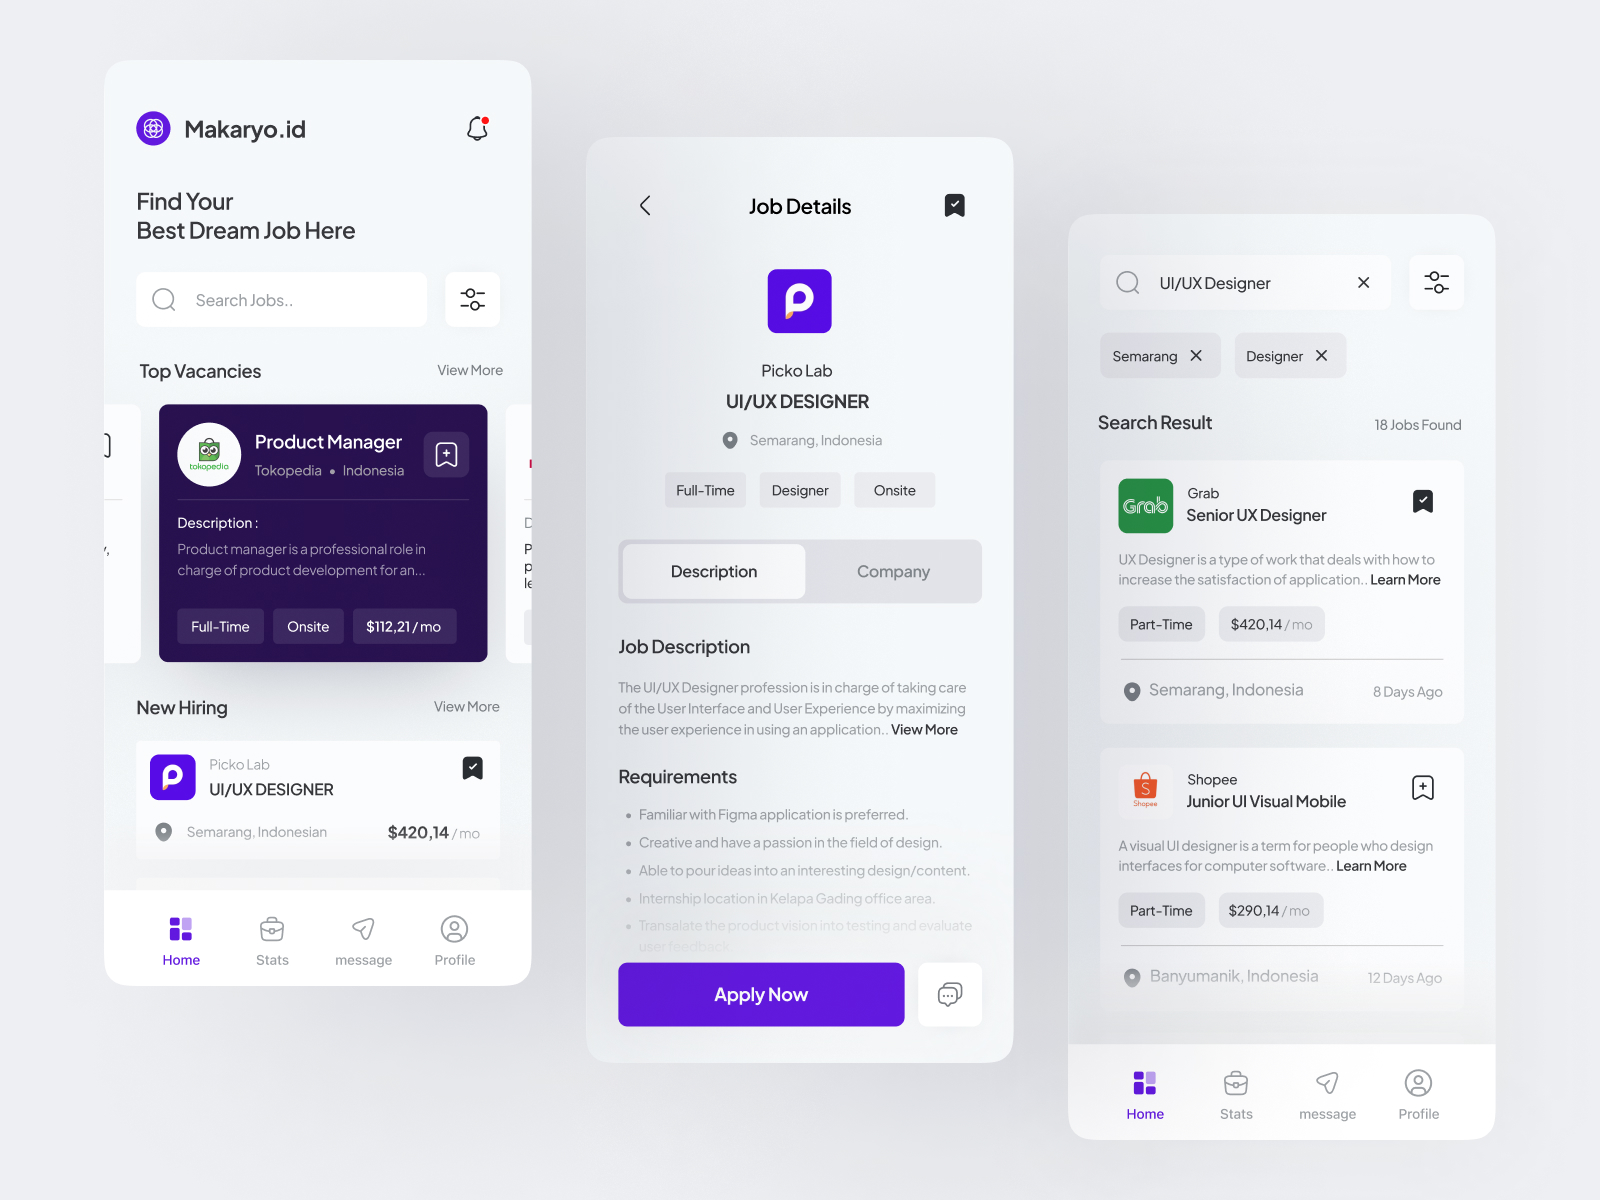 Makaryo.id
Find Your
Best Dream Job Here
Search Jobs..
Top Vacancies
View More
tokopedia
Product Manager
Tokopedia • Indonesia
Description :
Product manager is a professional role in
charge of product development for an...
Full-Time
Onsite
$112,21 / mo
New Hiring
View More
Picko Lab
UI/UX DESIGNER
Semarang, Indonesian
$420,14 / mo
Home
Stats
message
Profile
Job Details
Picko Lab
UI/UX DESIGNER
Semarang, Indonesia
Full-Time
Designer
Onsite
Description
Company
Job Description
The UI/UX Designer profession is in charge of taking care
of the User Interface and User Experience by maximizing
the user experience in using an application.. View More
Requirements
• Familiar with Figma application is preferred.
• Creative and have a passion in the field of design.
• Able to pour ideas into an interesting design/content.
• Internship location in Kelapa Gading office area.
• Transalate the product vision into testing and evaluate
user feedback.
Apply Now
UI/UX Designer
Semarang
Designer
Search Result
18 Jobs Found
Grab
Grab
Senior UX Designer
UX Designer is a type of work that deals with how to
increase the satisfaction of application.. Learn More
Part-Time
$420,14 / mo
Semarang, Indonesia
8 Days Ago
Shopee
Shopee
Junior UI Visual Mobile
A visual UI designer is a term for people who design
interfaces for computer software.. Learn More
Part-Time
$290,14 / mo
Banyumanik, Indonesia
12 Days Ago
Home
Stats
message
Profile